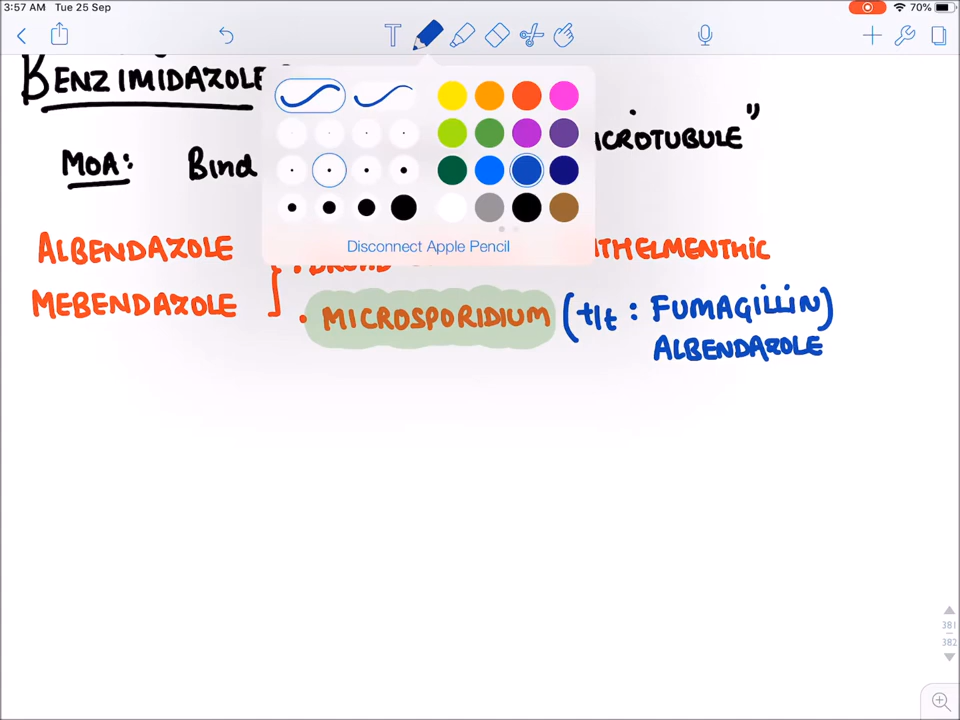 3:57 AM Tue 25 Sep 70%
T
BENZIMIDAZOLE
MOA: Bind ICROTUBULE"
Disconnect Apple Pencil
ALBENDAZOLE THELMENTHIC
MEBENDAZOLE • MICROSPORIDIUM (t/t : FUMAGILLIN)
ALBENDAZOLE
381
382